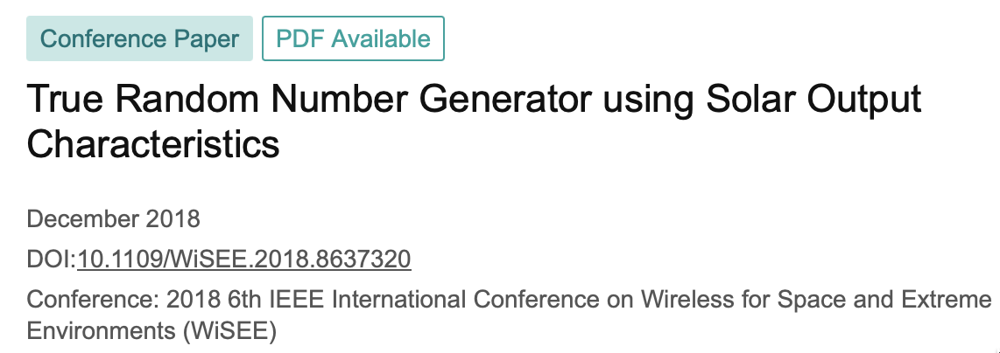 Conference Paper PDF Available
True Random Number Generator using Solar Output
Characteristics
December 2018
DOI:10.1109/WiSEE.2018.8637320
Conference: 2018 6th IEEE International Conference on Wireless for Space and Extreme
Environments (WiSEE)